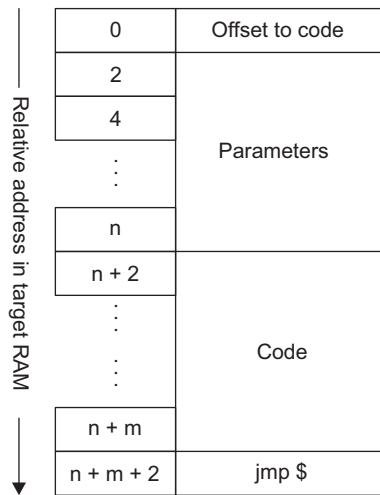 Relative address in target RAM
0 Offset to code
2
4
Parameters
n
n + 2
Code
n + m
n + m + 2 jmp $